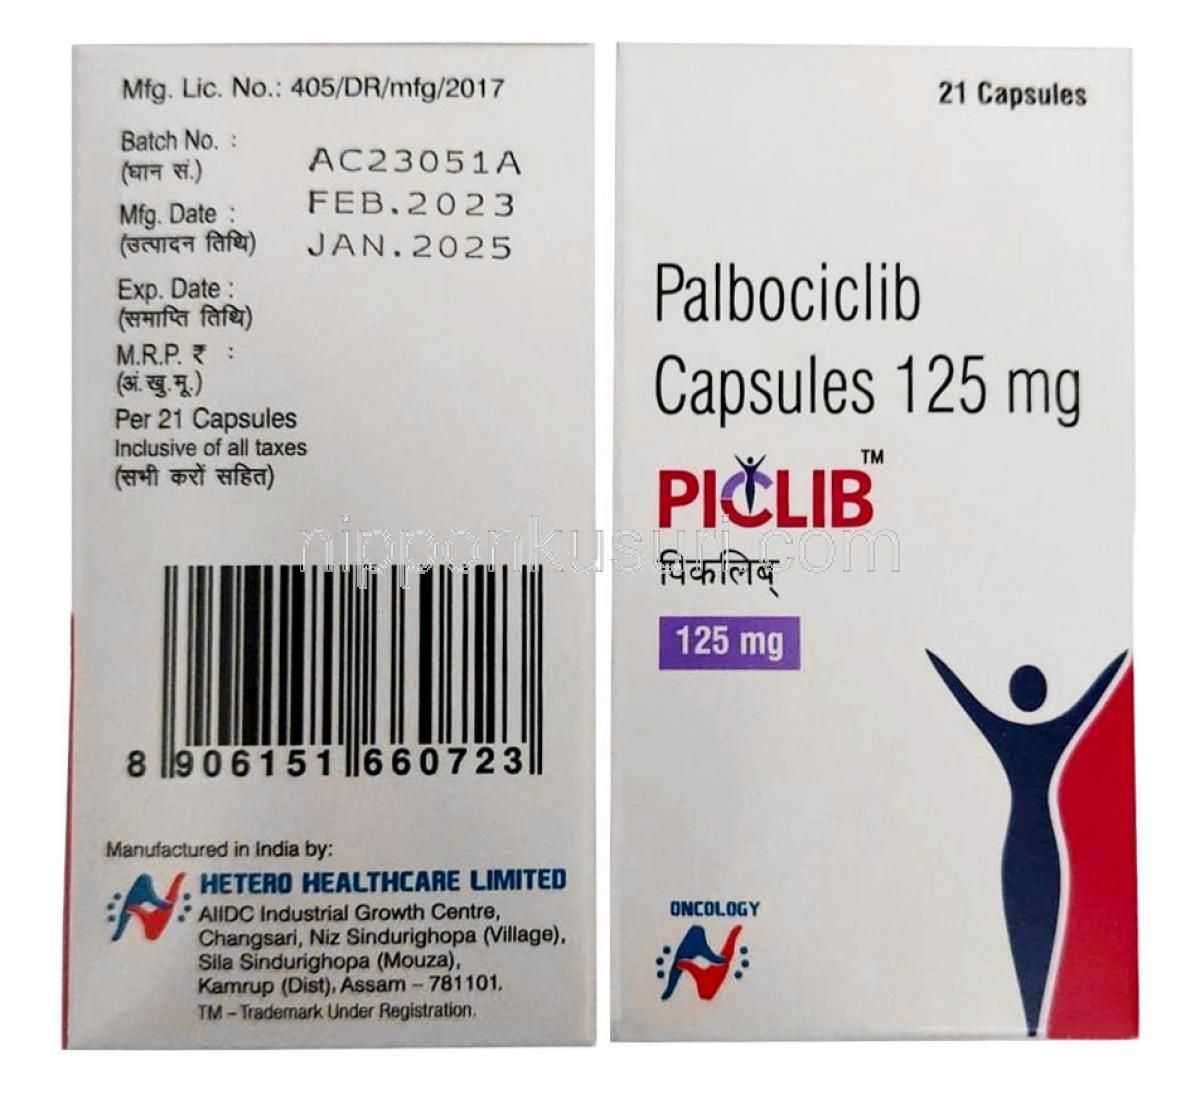 Mfg. Lic. No.: 405/DR/mfg/2017
Batch No. : AC23051A
(घान सं.)
Mfg. Date : FEB.2023
(उत्पादन तिथि) JAN.2025
Exp. Date :
(समाप्ति तिथि)
M.R.P. ₹ :
(अं.खु.मू.)
Per 21 Capsules
Inclusive of all taxes
(सभी करों सहित)
8 906151 660723
Manufactured in India by:
HETERO HEALTHCARE LIMITED
AIIDC Industrial Growth Centre,
Changsari, Niz Sindurighopa (Village),
Sila Sindurighopa (Mouza),
Kamrup (Dist), Assam – 781101.
TM – Trademark Under Registration.
21 Capsules
Palbociclib
Capsules 125 mg
PICLIB™
पिकलिब्
125 mg
ONCOLOGY
nipponkusuri.com